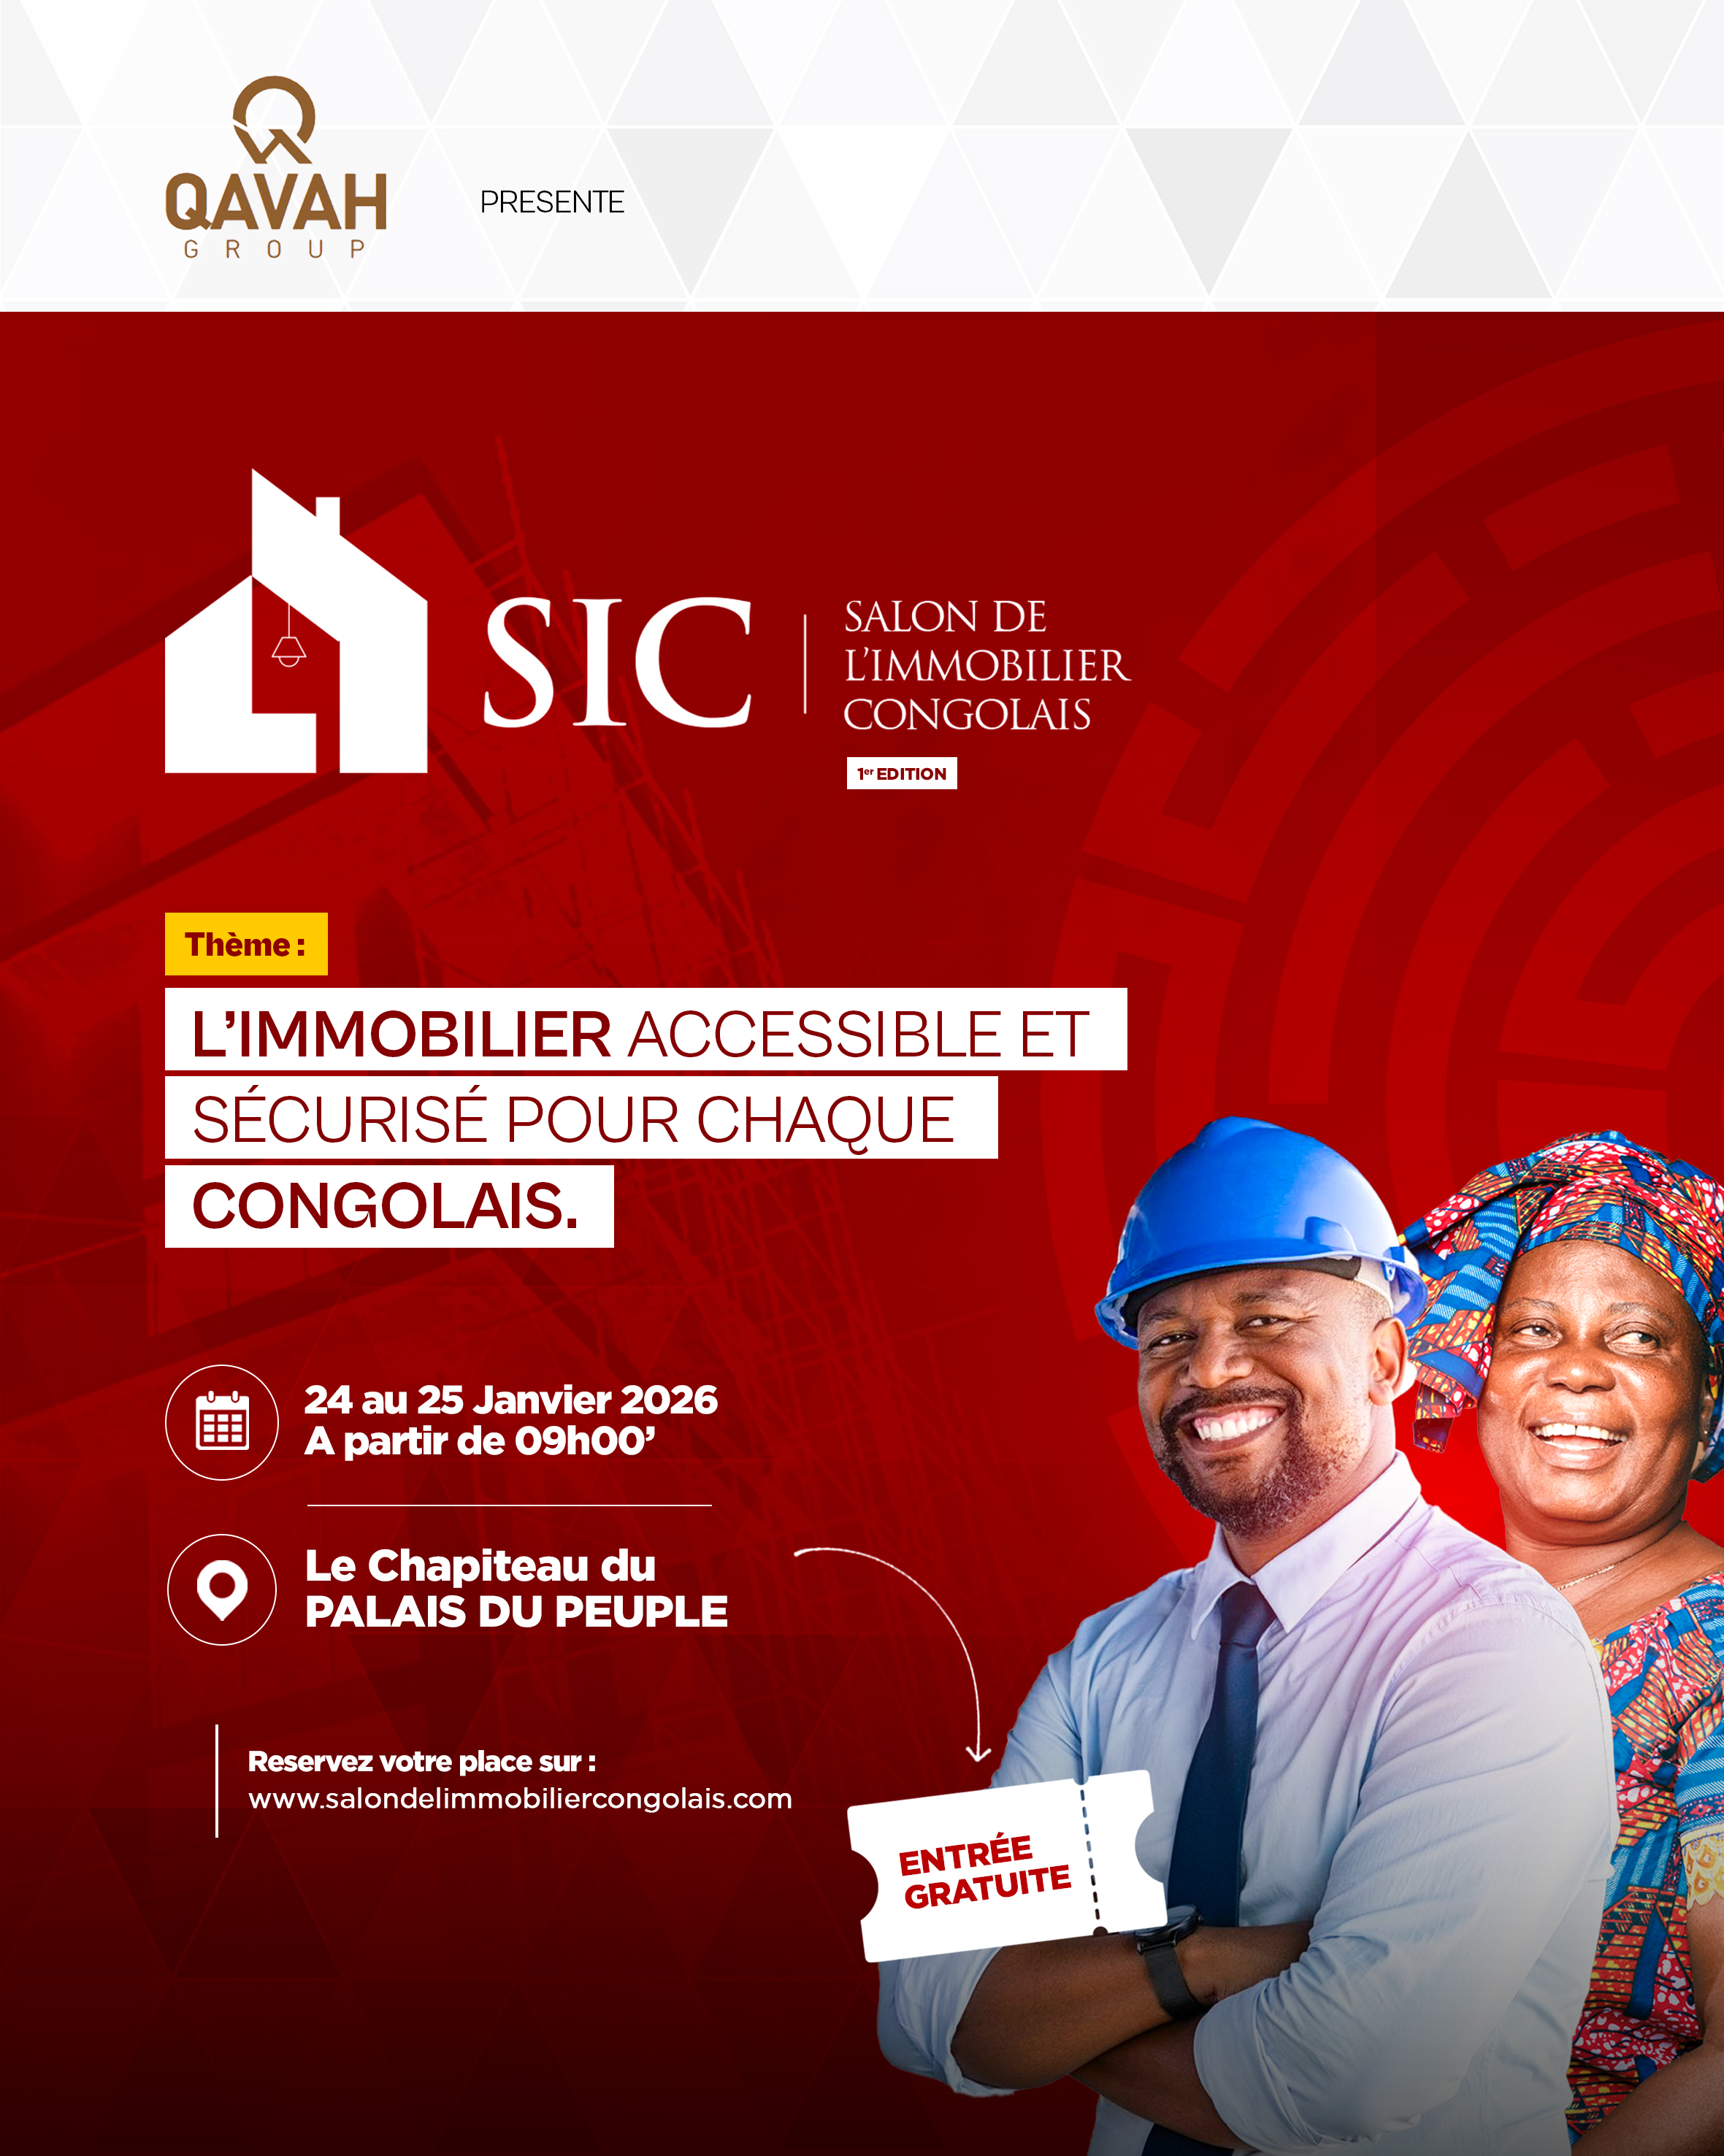 QAVAH
GROUP
PRESENTE
SIC
SALON DE
L'IMMOBILIER
CONGOLAIS
1er EDITION
Thème :
L'IMMOBILIER ACCESSIBLE ET
SÉCURISÉ POUR CHAQUE
CONGOLAIS.
24 au 25 Janvier 2026
A partir de 09h00'
Le Chapiteau du
PALAIS DU PEUPLE
Reservez votre place sur :
www.salondelimmobiliercongolais.com
ENTRÉE
GRATUITE